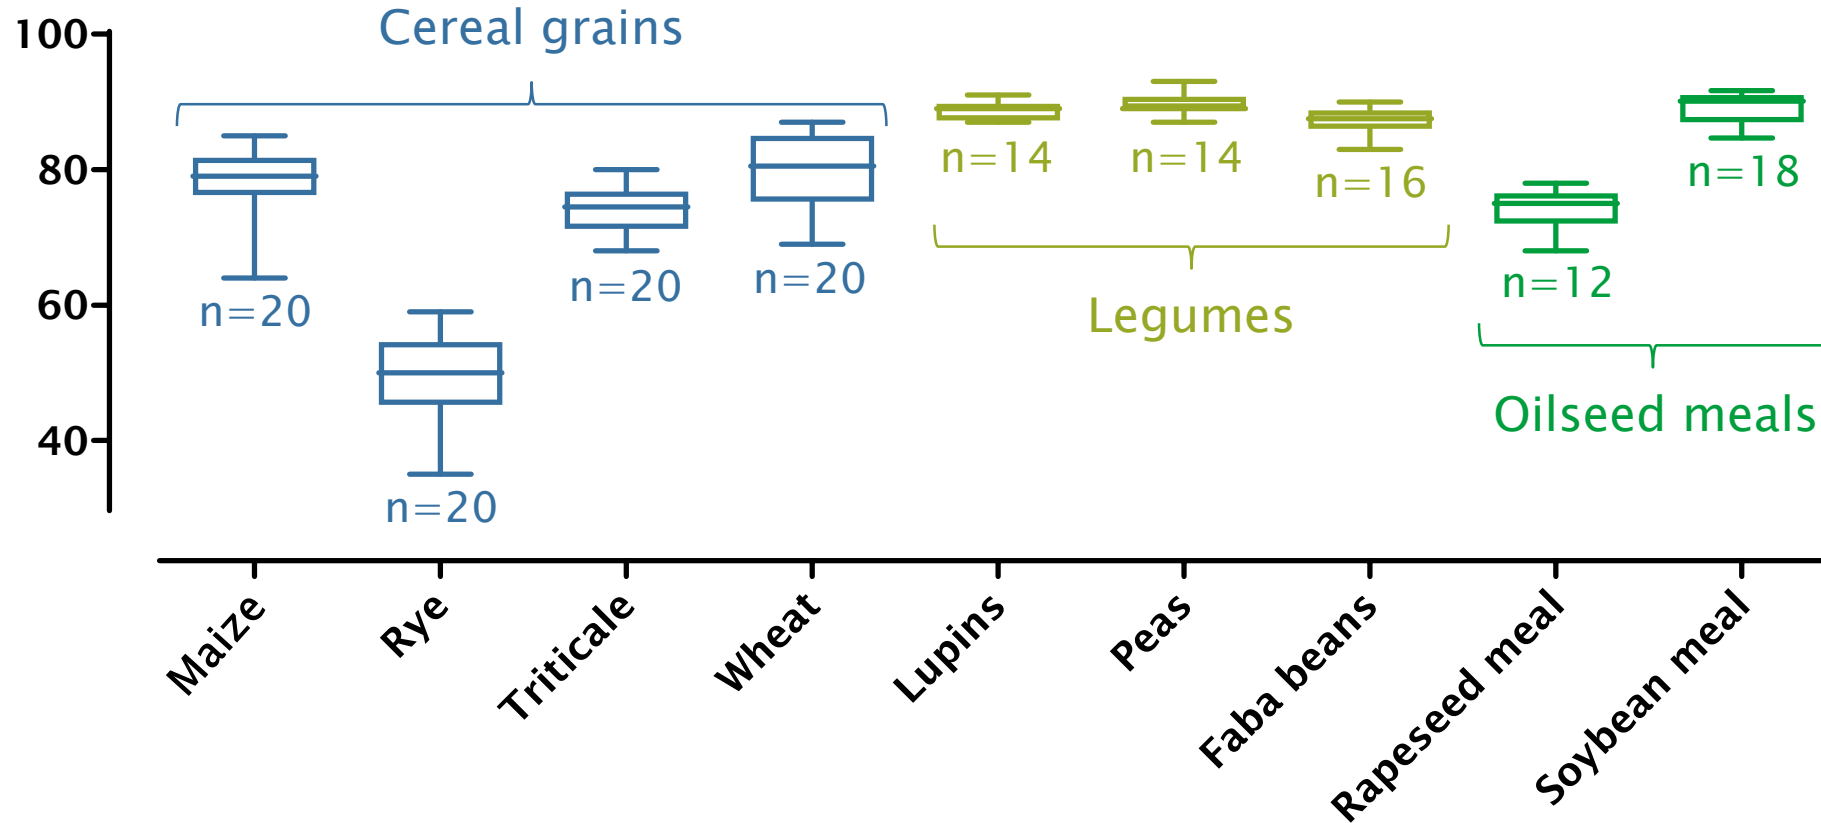 Cereal grains
100
80
60
40
n=20
n=20
n=20
n=20
n=14
n=14
n=16
n=12
n=18
Legumes
Oilseed meals
Maize
Rye
Triticale
Wheat
Lupins
Peas
Faba beans
Rapeseed meal
Soybean meal